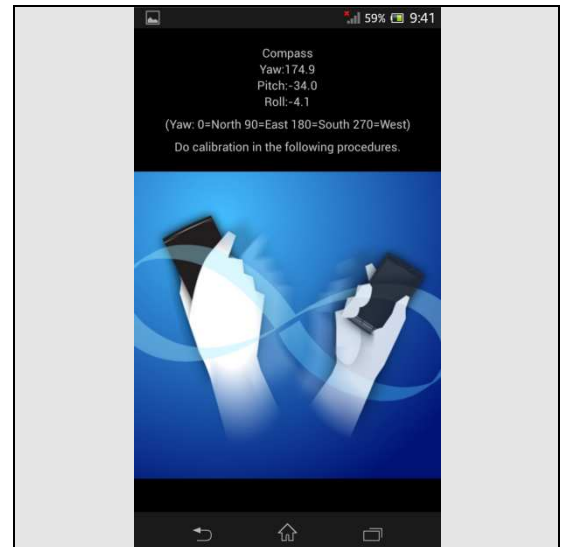 59% 9:41
Compass
Yaw:174.9
Pitch:-34.0
Roll:-4.1
(Yaw: 0=North 90=East 180=South 270=West)
Do calibration in the following procedures.